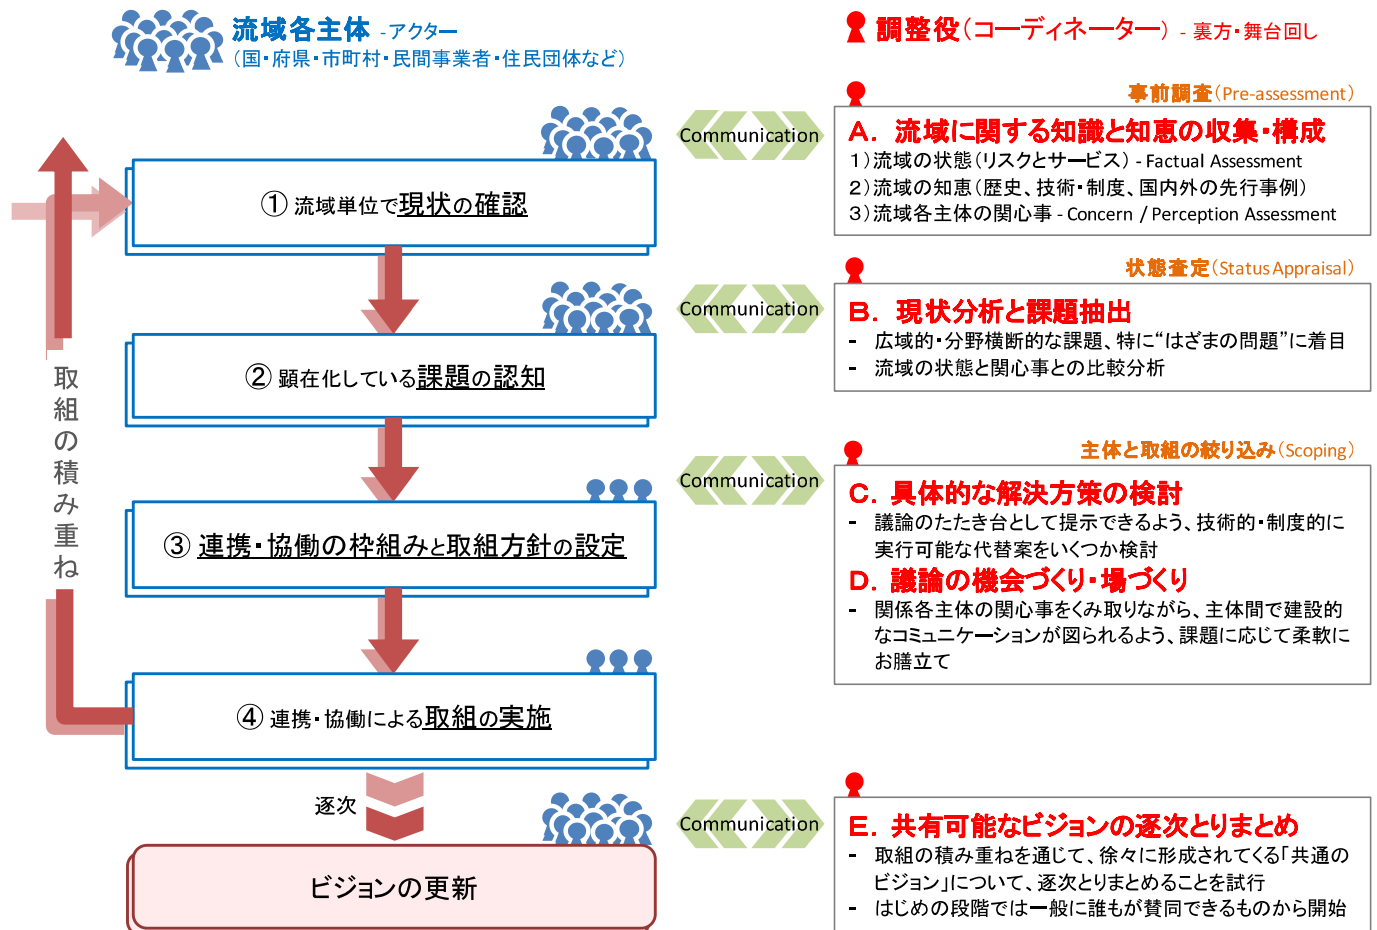 流域各主体 -アクター
(国・府県・市町村・民間事業者・住民団体など)
調整役(コーディネーター) - 裏方・舞台回し
事前調査(Pre-assessment)
Communication
A. 流域に関する知識と知恵の収集・構成
1)流域の状態(リスクとサービス) - Factual Assessment
2)流域の知恵(歴史、技術・制度、国内外の先行事例)
3)流域各主体の関心事 - Concern / Perception Assessment
① 流域単位で現状の確認
状態査定(Status Appraisal)
Communication
B. 現状分析と課題抽出
- 広域的・分野横断的な課題、特に“はざまの問題”に着目
- 流域の状態と関心事との比較分析
② 顕在化している課題の認知
取組の積み重ね
主体と取組の絞り込み(Scoping)
Communication
C. 具体的な解決方策の検討
- 議論のたたき台として提示できるよう、技術的・制度的に
実行可能な代替案をいくつか検討
③ 連携・協働の枠組みと取組方針の設定
D. 議論の機会づくり・場づくり
- 関係各主体の関心事をくみ取りながら、主体間で建設的
なコミュニケーションが図られるよう、課題に応じて柔軟に
お膳立て
④ 連携・協働による取組の実施
逐次
Communication
E. 共有可能なビジョンの逐次とりまとめ
- 取組の積み重ねを通じて、徐々に形成されてくる「共通の
ビジョン」について、逐次とりまとめることを試行
- はじめの段階では一般に誰もが賛同できるものから開始
ビジョンの更新